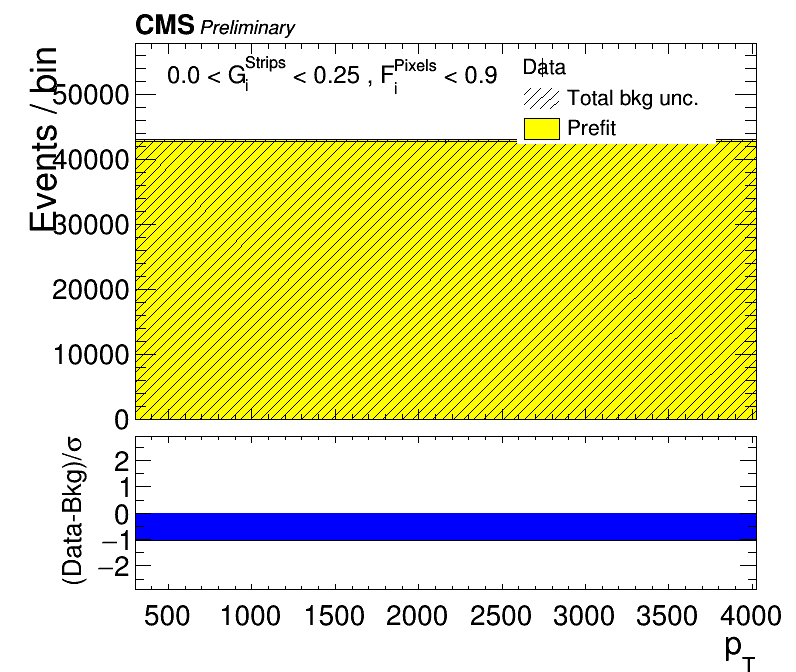 CMS Preliminary
0.0 < G_i^Strips < 0.25 , F_i^Pixels < 0.9
Data
Total bkg unc.
Prefit
Events / bin
50000
40000
30000
20000
10000
0
(Data-Bkg)/σ
2
1
0
−1
−2
500 1000 1500 2000 2500 3000 3500 4000
p_T